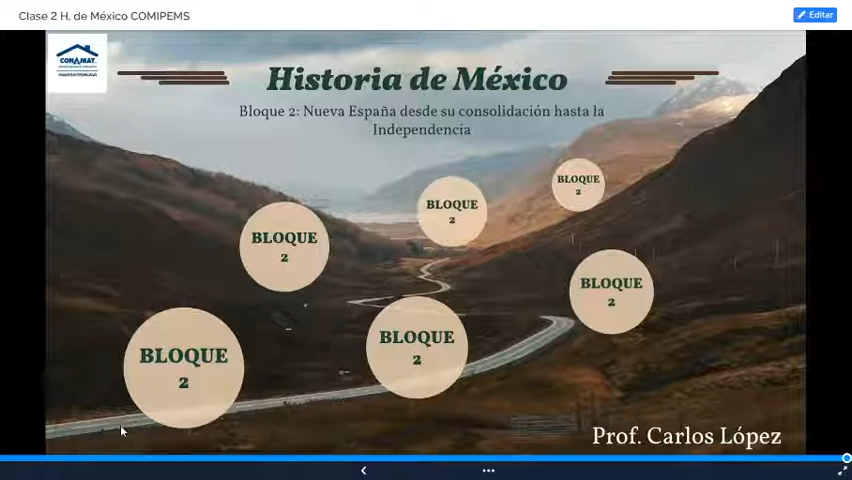 Clase 2 H. de México COMIPEMS
Editar
CONAMAT
Historia de México
Bloque 2: Nueva España desde su consolidación hasta la
Independencia
BLOQUE
2
BLOQUE
2
BLOQUE
2
BLOQUE
2
BLOQUE
2
BLOQUE
2
Prof. Carlos López